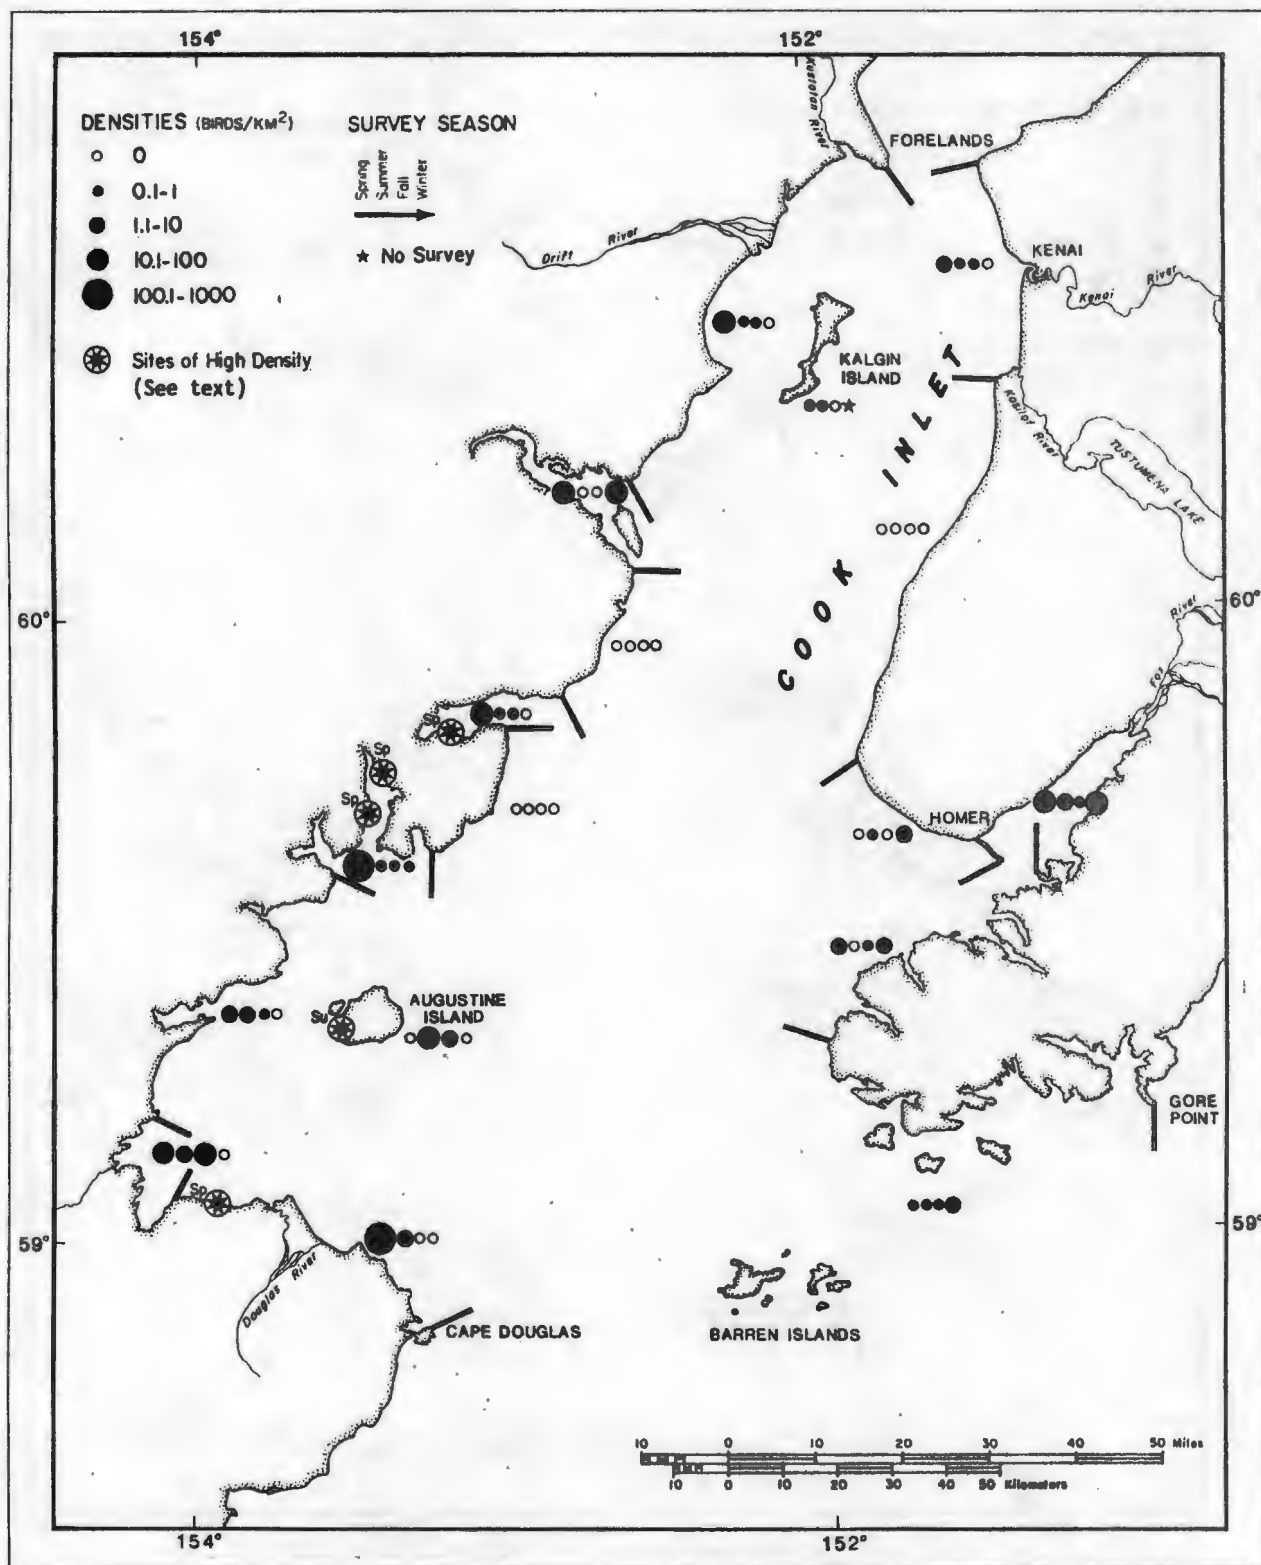 154°
152°
DENSITIES (BIRDS/KM²)
0
0.1-1
1.1-10
10.1-100
100.1-1000
Sites of High Density
(See text)
SURVEY SEASON
Spring
Summer
Fall
Winter
★ No Survey
Kustatan River
FORELANDS
Drift River
KENAI
Kenai River
KALGIN
ISLAND
COOK INLET
Kasilof River
TUSTUMENA LAKE
60°
60°
Fox River
Sp
Sp
Sp
HOMER
AUGUSTINE
ISLAND
Su
GORE
POINT
Sp
59°
59°
Douglas River
CAPE DOUGLAS
BARREN ISLANDS
10 0 10 20 30 40 50 Miles
10 0 10 20 30 40 50 Kilometers
154°
152°